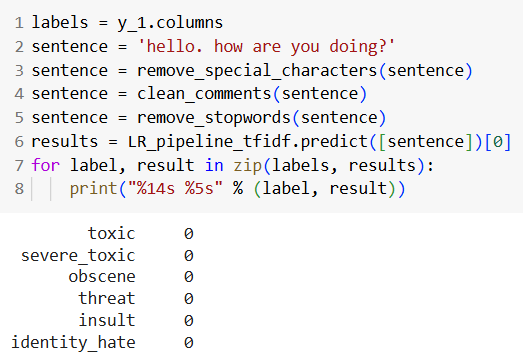 1 labels = y_1.columns
2 sentence = 'hello. how are you doing?'
3 sentence = remove_special_characters(sentence)
4 sentence = clean_comments(sentence)
5 sentence = remove_stopwords(sentence)
6 results = LR_pipeline_tfidf.predict([sentence])[0]
7 for label, result in zip(labels, results):
8     print("%14s %5s" % (label, result))
toxic 0
severe_toxic 0
obscene 0
threat 0
insult 0
identity_hate 0